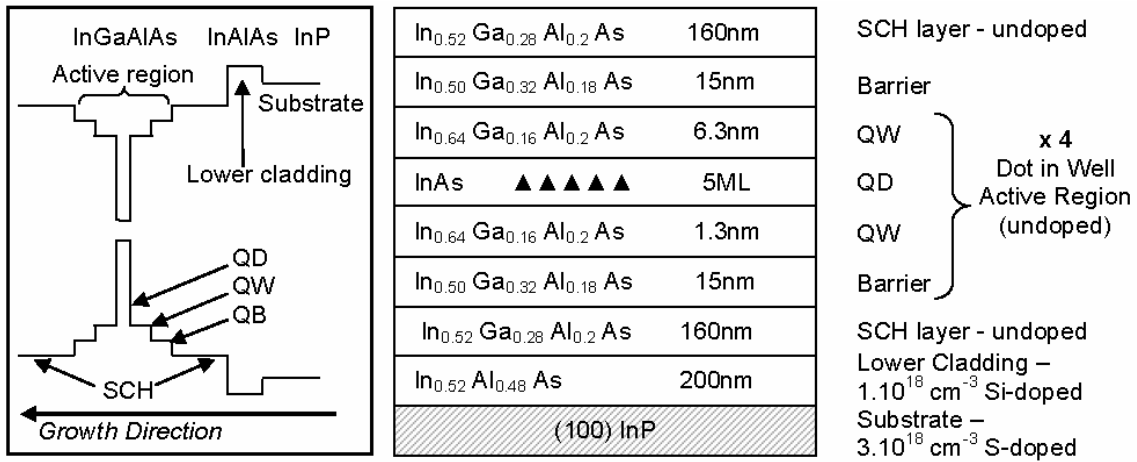 InGaAlAs InAlAs InP
Active region
Substrate
Lower cladding
QD
QW
QB
SCH
Growth Direction
In0.52 Ga0.28 Al0.2 As 160nm SCH layer - undoped
In0.50 Ga0.32 Al0.18 As 15nm Barrier
In0.64 Ga0.16 Al0.2 As 6.3nm QW
InAs ▲▲▲▲▲ 5ML QD
In0.64 Ga0.16 Al0.2 As 1.3nm QW
In0.50 Ga0.32 Al0.18 As 15nm Barrier
x 4
Dot in Well
Active Region
(undoped)
In0.52 Ga0.28 Al0.2 As 160nm SCH layer - undoped
In0.52 Al0.48 As 200nm Lower Cladding –
1.10^18 cm^-3 Si-doped
(100) InP Substrate –
3.10^18 cm^-3 S-doped